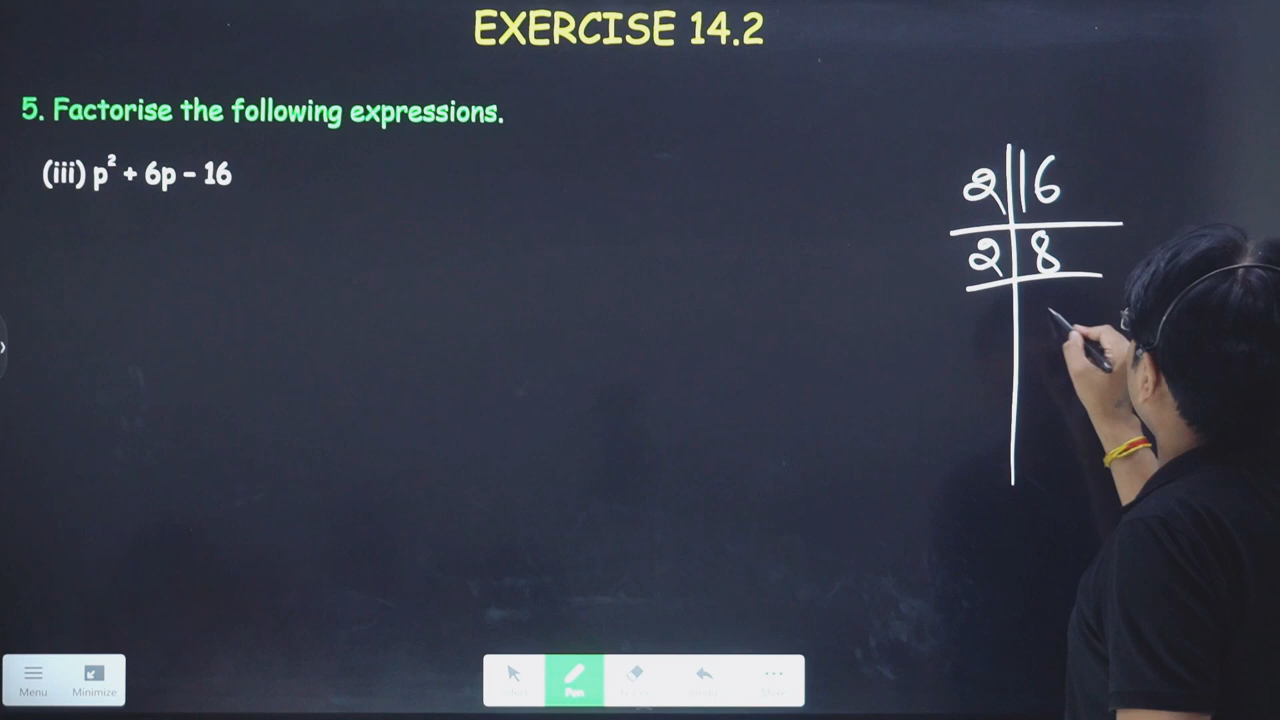 EXERCISE 14.2
5. Factorise the following expressions.
(iii) p² + 6p - 16
2 | 16
2 | 8
Menu
Minimize
Pen